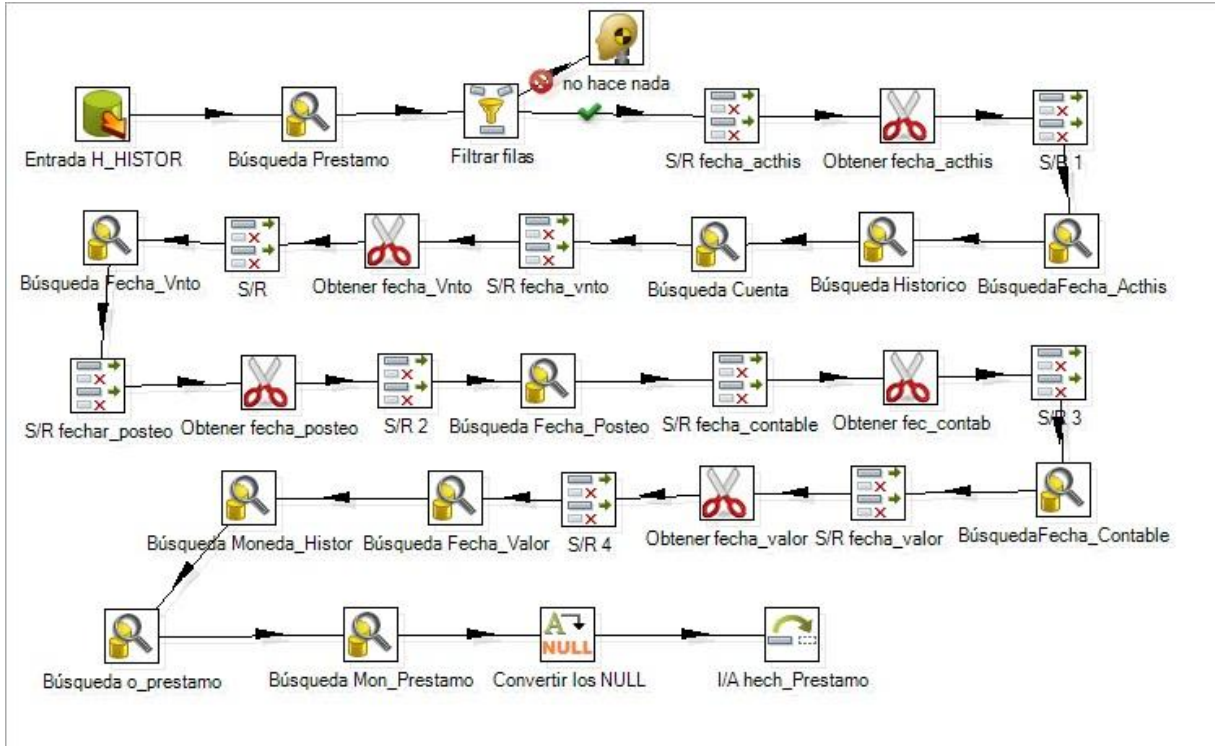 no hace nada
Entrada H_HISTOR
Búsqueda Prestamo
Filtrar filas
S/R fecha_acthis
Obtener fecha_acthis
S/R 1
Búsqueda Fecha_Vnto
S/R
Obtener fecha_Vnto
S/R fecha_vnto
Búsqueda Cuenta
Búsqueda Historico
BúsquedaFecha_Acthis
S/R fechar_posteo
Obtener fecha_posteo
S/R 2
Búsqueda Fecha_Posteo
S/R fecha_contable
Obtener fec_contab
S/R 3
Búsqueda Moneda_Histor
Búsqueda Fecha_Valor
S/R 4
Obtener fecha_valor
S/R fecha_valor
BúsquedaFecha_Contable
Búsqueda o_prestamo
Búsqueda Mon_Prestamo
A
NULL
Convertir los NULL
I/A hech_Prestamo